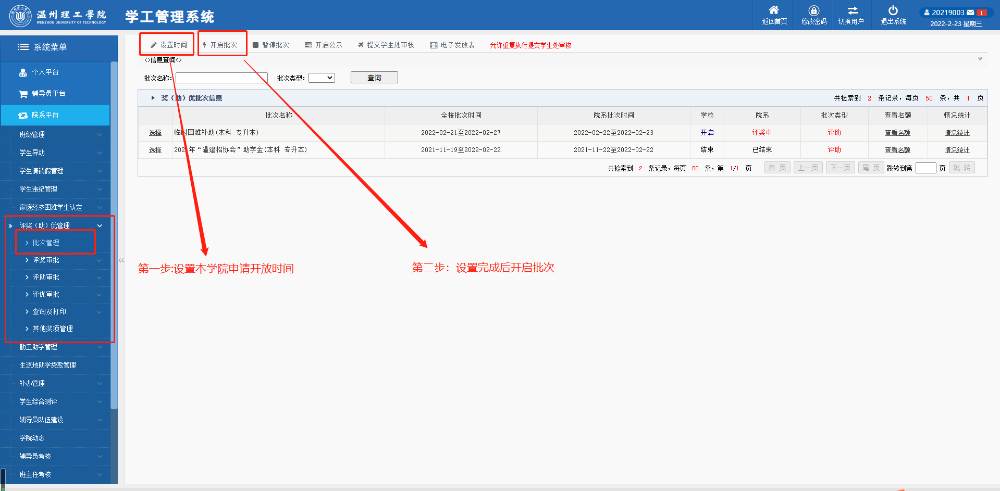 温州理工學院
WENZHOU UNIVERSITY OF TECHNOLOGY
学工管理系统
返回首页
修改密码
切换用户
退出系统
20219003 1
2022-2-23 星期三
系统菜单
个人平台
辅导员平台
院系平台
班级管理
学生异动
学生请销假管理
学生违纪管理
家庭经济困难学生认定
评奖（助）优管理
批次管理
评奖审批
评助审批
评优审批
查询及打印
其他奖项管理
勤工助学管理
生源地助学贷款管理
补办管理
学生综合测评
辅导员队伍建设
学院动态
辅导员考核
班主任考核
设置时间 开启批次 暂停批次 开启公示 提交学生处审核 电子发放表 允许重复执行提交学生处审核
<>信息查询<>
批次名称: 批次类型: 查询
奖（助）优批次信息 共检索到 2 条记录，每页 50 条，共 1 页
批次名称 全校批次时间 院系批次时间 学校 院系 批次类型 查看名额 情况统计
选择 临时困难补助(本科 专升本) 2022-02-21至2022-02-27 2022-02-22至2022-02-23 开启 评奖中 评助 查看名额 情况统计
选择 2021年“温建招协会”助学金(本科 专升本) 2021-11-19至2022-02-22 2021-11-22至2022-02-22 结束 已结束 评助 查看名额 情况统计
共检索到 2 条记录，每页 50 条，第 1/1 页 首 页 上一页 下一页 尾 页 跳转到第 页 跳 转
第一步:设置本学院申请开放时间
第二步：设置完成后开启批次